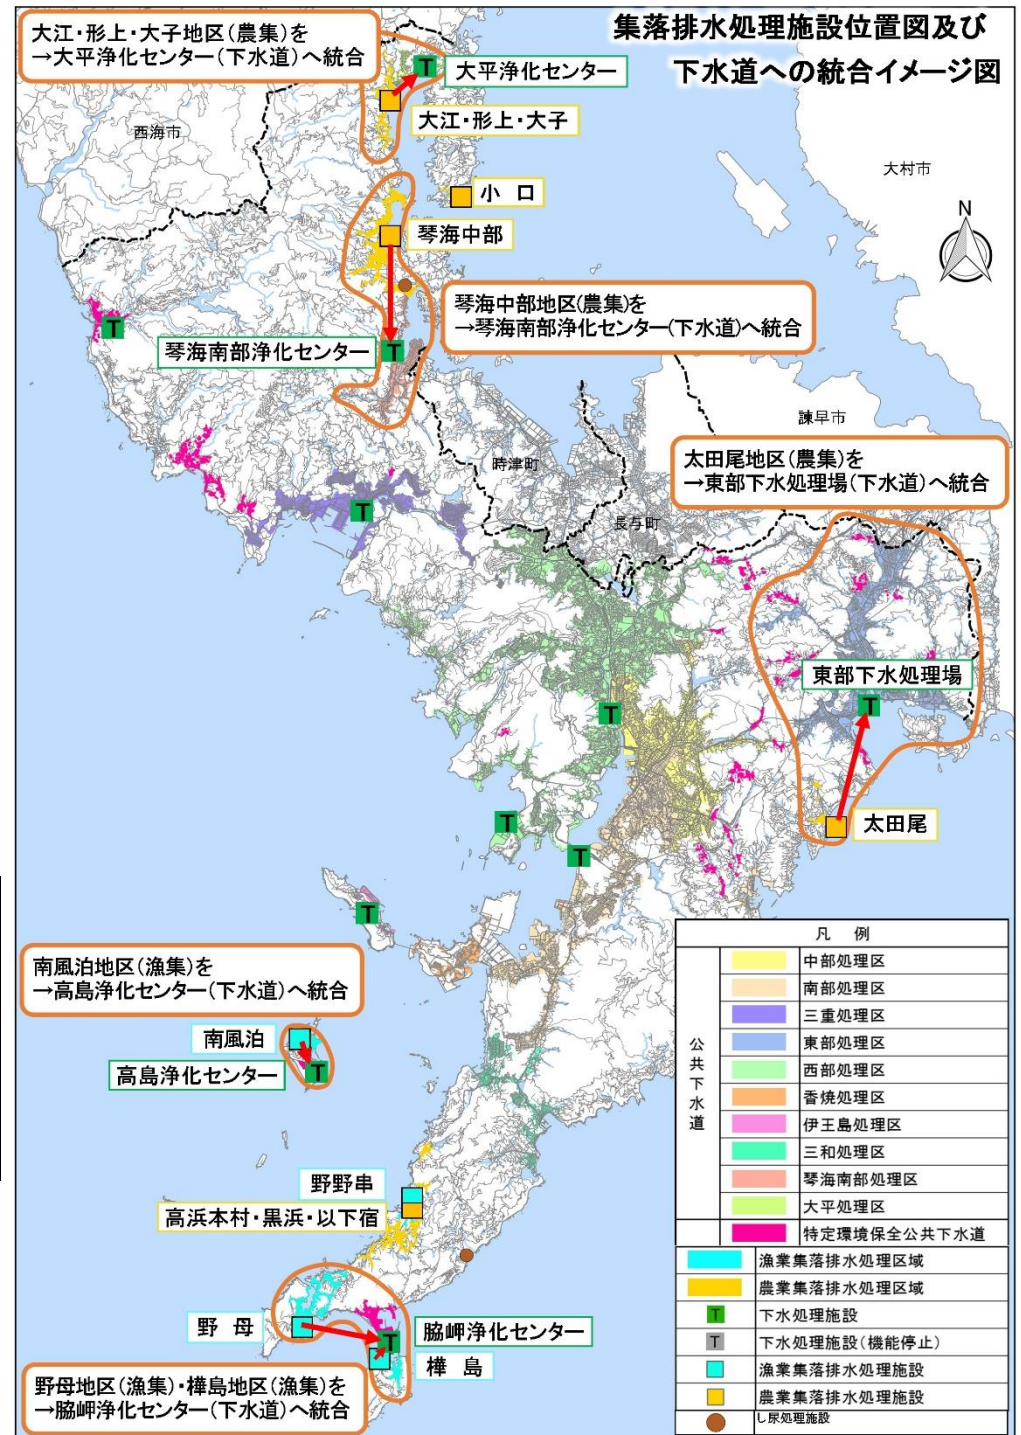 集落排水処理施設位置図及び
下水道への統合イメージ図
大江・形上・大子地区(農集)を
→大平浄化センター(下水道)へ統合
T
大平浄化センター
大江・形上・大子
西海市
大村市
小 口
N
琴海中部
琴海中部地区(農集)を
→琴海南部浄化センター(下水道)へ統合
T
琴海南部浄化センター
T
諫早市
時津町
太田尾地区(農集)を
→東部下水処理場(下水道)へ統合
T
長与町
東部下水処理場
T
T
T
太田尾
T
T
南風泊地区(漁集)を
→高島浄化センター(下水道)へ統合
南風泊
高島浄化センター
T
野野串
高浜本村・黒浜・以下宿
野 母
脇岬浄化センター
T
樺 島
野母地区(漁集)・樺島地区(漁集)を
→脇岬浄化センター(下水道)へ統合
凡 例
公共下水道
中部処理区
南部処理区
三重処理区
東部処理区
西部処理区
香焼処理区
伊王島処理区
三和処理区
琴海南部処理区
大平処理区
特定環境保全公共下水道
漁業集落排水処理区域
農業集落排水処理区域
T 下水処理施設
T 下水処理施設(機能停止)
漁業集落排水処理施設
農業集落排水処理施設
し尿処理施設